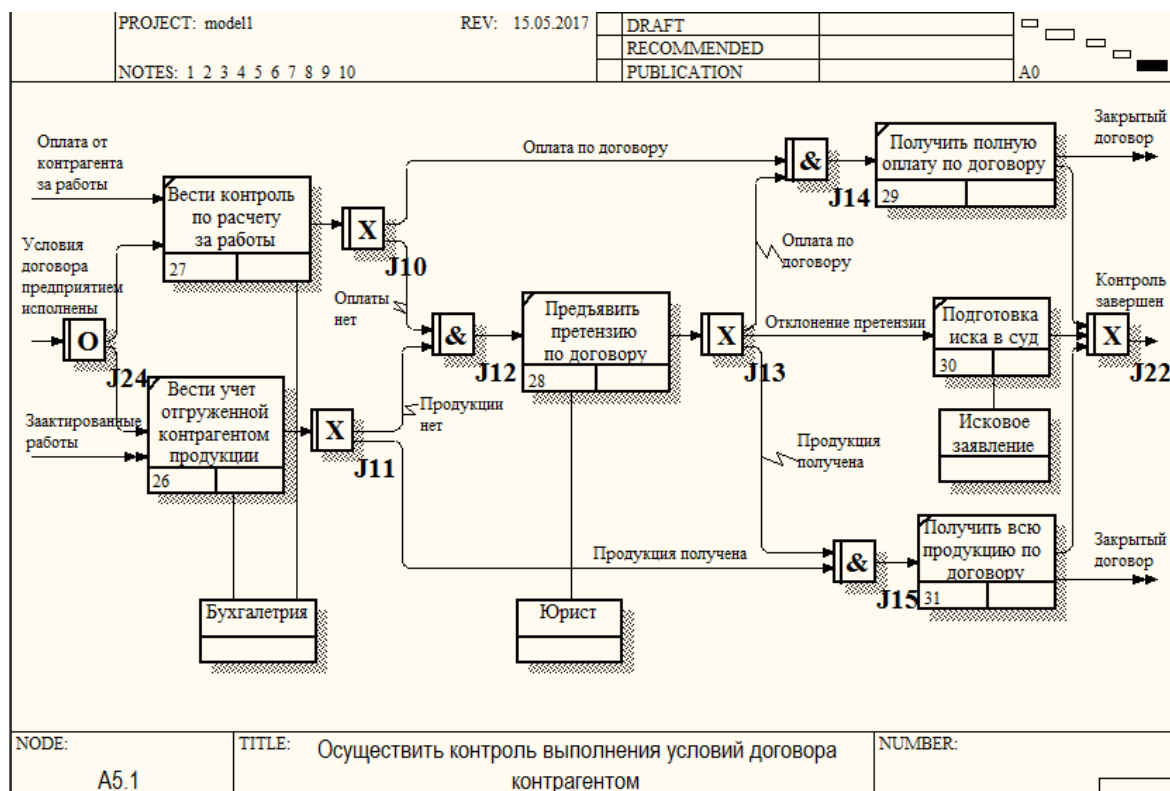 PROJECT: model1
REV: 15.05.2017
NOTES: 1 2 3 4 5 6 7 8 9 10
DRAFT
RECOMMENDED
PUBLICATION
A0
Оплата от
контрагента
за работы
Вести контроль
по расчету
за работы
27
X
J10
Оплата по договору
&
J14
Получить полную
оплату по договору
29
Закрытый
договор
Условия
договора
предприятием
исполнены
O
J24
Оплаты
нет
&
J12
Предъявить
претензию
по договору
28
X
J13
Оплата по
договору
Отклонение претензии
Подготовка
иска в суд
30
Контроль
завершен
X
J22
Исковое
заявление
Заактированные
работы
Вести учет
отгруженной
контрагентом
продукции
26
X
J11
Продукции
нет
Продукция
получена
Продукция получена
&
J15
Получить всю
продукцию по
договору
31
Закрытый
договор
Бухгалетрия
Юрист
NODE:
A5.1
TITLE:
Осуществить контроль выполнения условий договора
контрагентом
NUMBER: